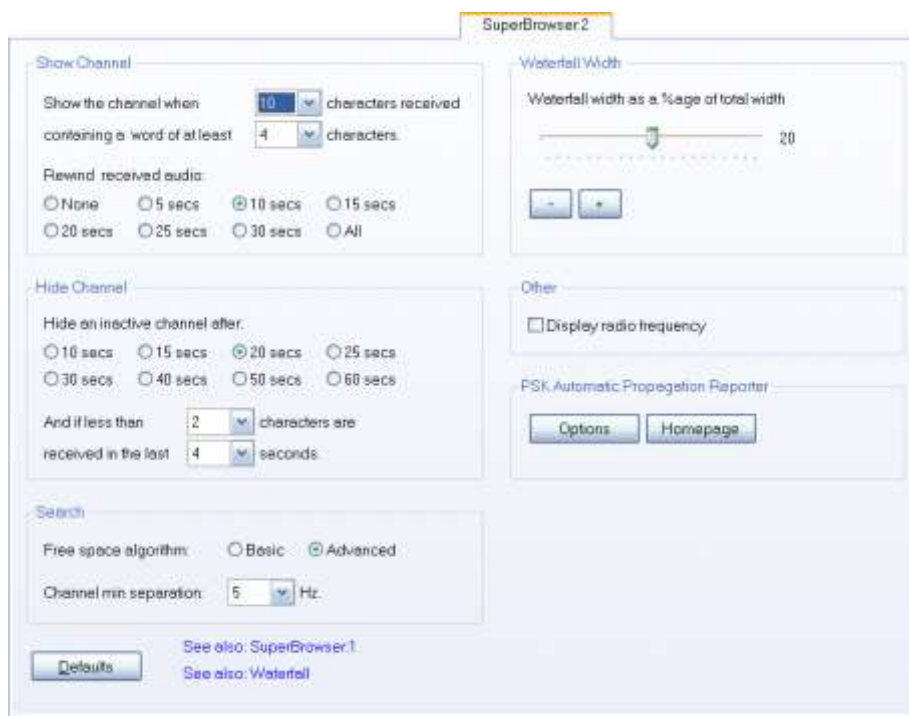 SuperBrowser.2
Show Channel
Show the channel when 10 characters received
containing a word of at least 4 characters.
Rewind received audio:
None 5 secs 10 secs 15 secs
20 secs 25 secs 30 secs All
Hide Channel
Hide an inactive channel after:
10 secs 15 secs 20 secs 25 secs
30 secs 40 secs 50 secs 60 secs
And if less than 2 characters are
received in the last 4 seconds.
Search
Free space algorithm: Basic Advanced
Channel min separation: 5 Hz.
Defaults
See also: SuperBrowser.1
See also: Waterfall
Waterfall Width
Waterfall width as a %age of total width
20
- +
Other
Display radio frequency
PSK Automatic Propagation Reporter
Options Homepage